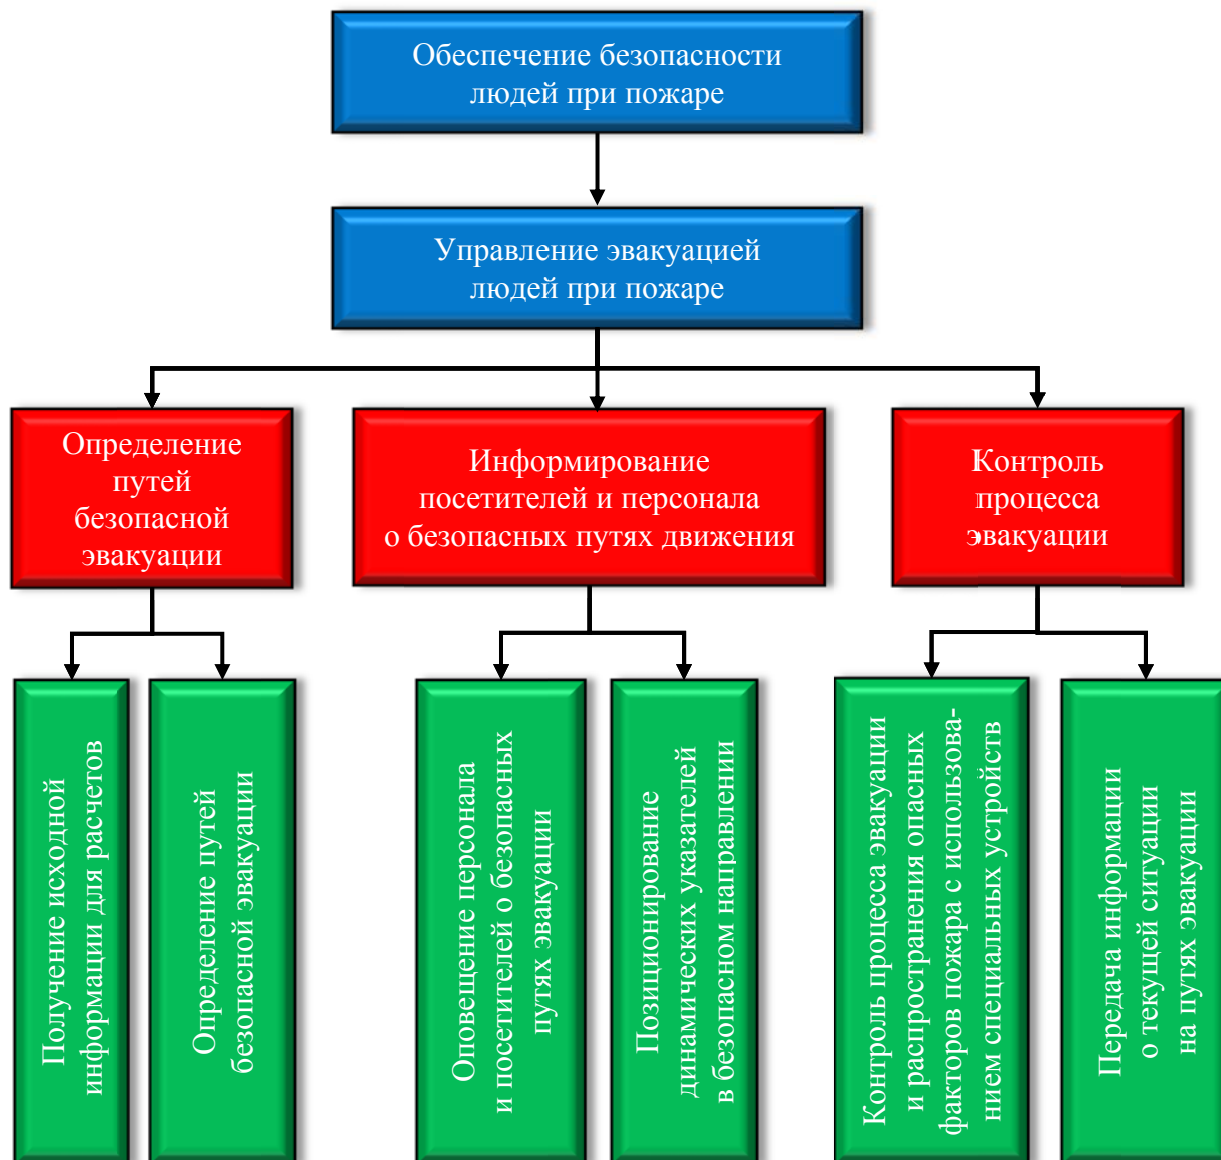 Обеспечение безопасности
людей при пожаре
Управление эвакуацией
людей при пожаре
Определение
путей
безопасной
эвакуации
Информирование
посетителей и персонала
о безопасных путях движения
Контроль
процесса
эвакуации
Получение исходной
информации для расчетов
Определение путей
безопасной эвакуации
Оповещение персонала
и посетителей о безопасных
путях эвакуации
Позиционирование
динамических указателей
в безопасном направлении
Контроль процесса эвакуации
и распространения опасных
факторов пожара с использова-
нием специальных устройств
Передача информации
о текущей ситуации
на путях эвакуации